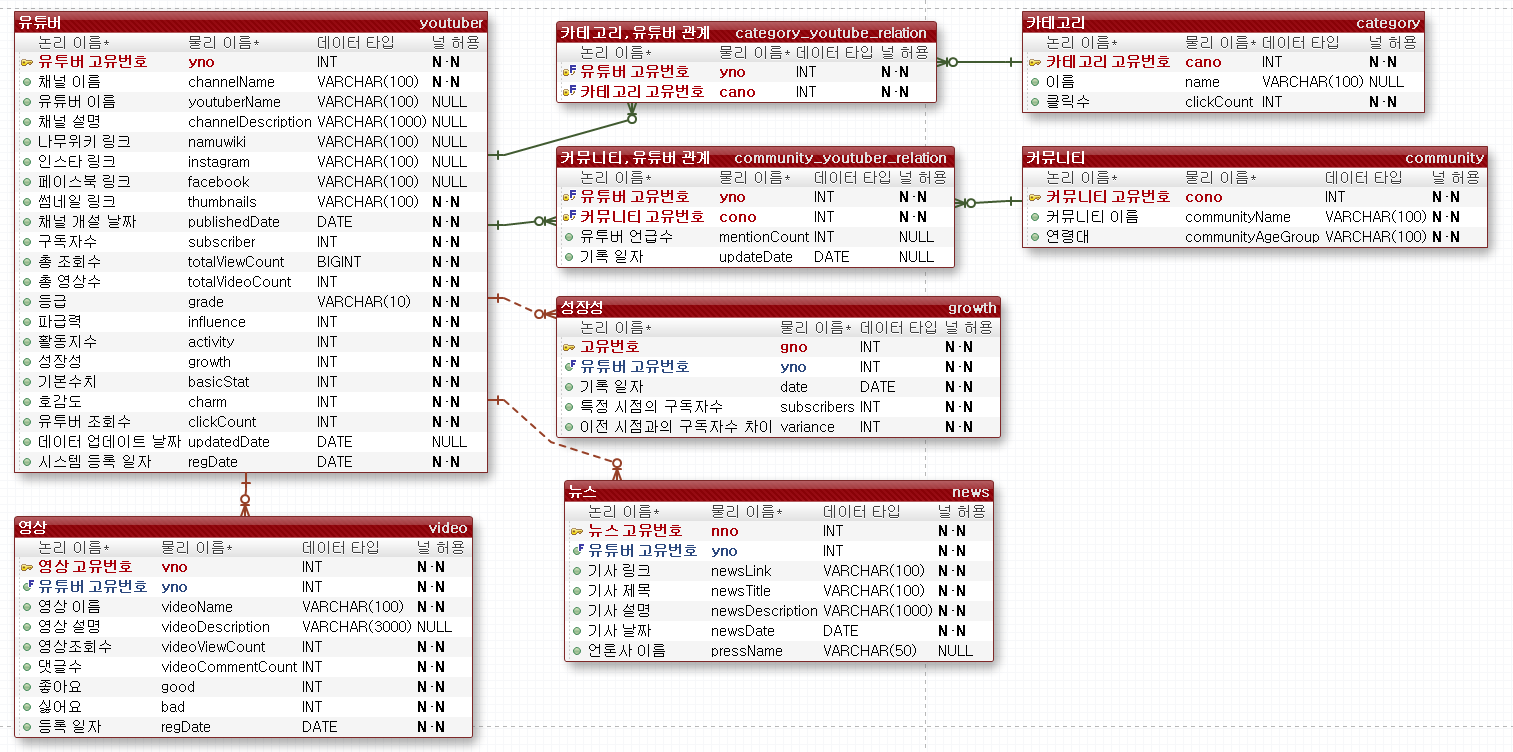 유튜버 youtuber
논리 이름* 물리 이름* 데이터 타입 널 허용
유투버 고유번호 yno INT N·N
채널 이름 channelName VARCHAR(100) N·N
유튜버 이름 youtuberName VARCHAR(100) NULL
채널 설명 channelDescription VARCHAR(1000) NULL
나무위키 링크 namuwiki VARCHAR(100) NULL
인스타 링크 instagram VARCHAR(100) NULL
페이스북 링크 facebook VARCHAR(100) NULL
썸네일 링크 thumbnails VARCHAR(100) N·N
채널 개설 날짜 publishedDate DATE N·N
구독자수 subscriber INT N·N
총 조회수 totalViewCount BIGINT N·N
총 영상수 totalVideoCount INT N·N
등급 grade VARCHAR(10) N·N
파급력 influence INT N·N
활동지수 activity INT N·N
성장성 growth INT N·N
기본수치 basicStat INT N·N
호감도 charm INT N·N
유투버 조회수 clickCount INT N·N
데이터 업데이트 날짜 updatedDate DATE NULL
시스템 등록 일자 regDate DATE N·N
영상 video
논리 이름* 물리 이름* 데이터 타입 널 허용
영상 고유번호 vno INT N·N
유튜버 고유번호 yno INT N·N
영상 이름 videoName VARCHAR(100) N·N
영상 설명 videoDescription VARCHAR(3000) NULL
영상조회수 videoViewCount INT N·N
댓글수 videoCommentCount INT N·N
좋아요 good INT N·N
싫어요 bad INT N·N
등록 일자 regDate DATE N·N
카테고리,유튜버 관계 category_youtube_relation
논리 이름* 물리 이름* 데이터 타입 널 허용
유튜버 고유번호 yno INT N·N
카테고리 고유번호 cano INT N·N
카테고리 category
논리 이름* 물리 이름* 데이터 타입 널 허용
카테고리 고유번호 cano INT N·N
이름 name VARCHAR(100) NULL
클릭수 clickCount INT N·N
커뮤니티,유튜버 관계 community_youtuber_relation
논리 이름* 물리 이름* 데이터 타입 널 허용
유튜버 고유번호 yno INT N·N
커뮤니티 고유번호 cono INT N·N
유투버 언급수 mentionCount INT NULL
기록 일자 updateDate DATE NULL
커뮤니티 community
논리 이름* 물리 이름* 데이터 타입 널 허용
커뮤니티 고유번호 cono INT N·N
커뮤니티 이름 communityName VARCHAR(100) N·N
연령대 communityAgeGroup VARCHAR(100) N·N
성장성 growth
논리 이름* 물리 이름* 데이터 타입 널 허용
고유번호 gno INT N·N
유튜버 고유번호 yno INT N·N
기록 일자 date DATE N·N
특정 시점의 구독자수 subscribers INT N·N
이전 시점과의 구독자수 차이 variance INT N·N
뉴스 news
논리 이름* 물리 이름* 데이터 타입 널 허용
뉴스 고유번호 nno INT N·N
유튜버 고유번호 yno INT N·N
기사 링크 newsLink VARCHAR(100) N·N
기사 제목 newsTitle VARCHAR(100) N·N
기사 설명 newsDescription VARCHAR(1000) N·N
기사 날짜 newsDate DATE N·N
언론사 이름 pressName VARCHAR(50) NULL